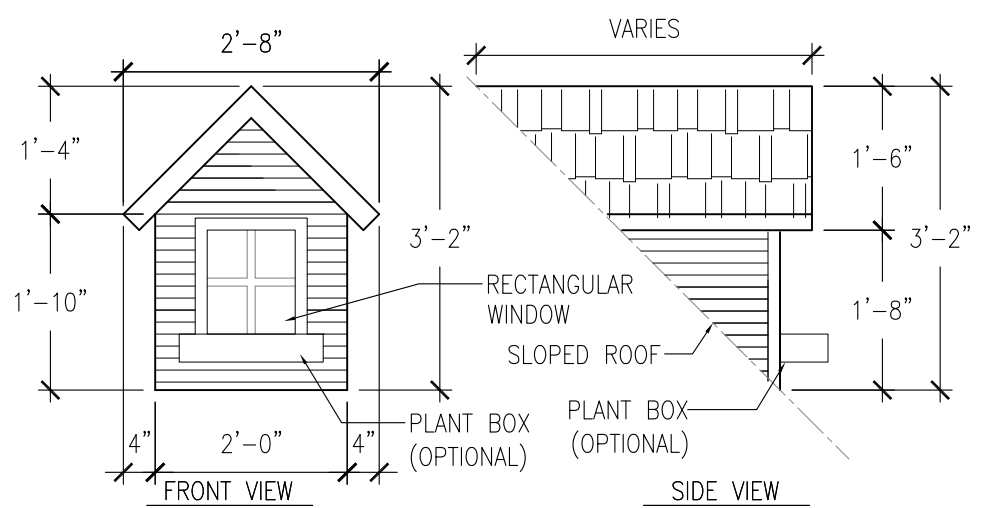 2'-8"
VARIES
1'-4"
1'-6"
3'-2"
3'-2"
1'-10"
RECTANGULAR
WINDOW
1'-8"
SLOPED ROOF
PLANT BOX
(OPTIONAL)
PLANT BOX
(OPTIONAL)
4"
2'-0"
4"
FRONT VIEW
SIDE VIEW